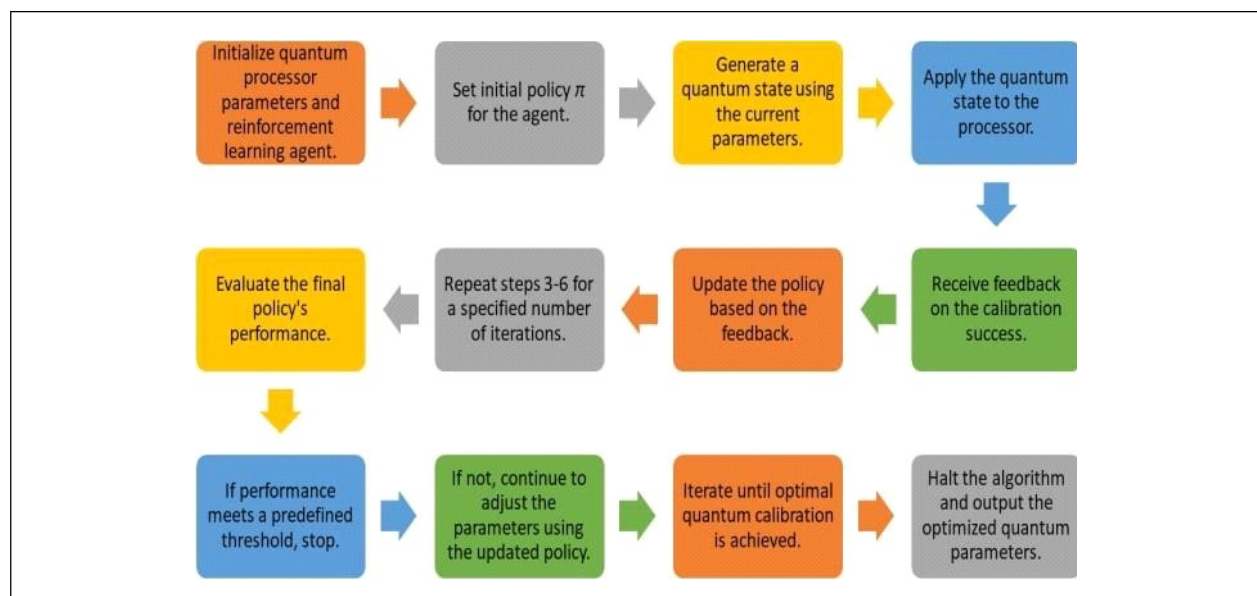 Initialize quantum
processor
parameters and
reinforcement
learning agent.
Set initial policy π
for the agent.
Generate a
quantum state using
the current
parameters.
Apply the quantum
state to the
processor.
Receive feedback
on the calibration
success.
Update the policy
based on the
feedback.
Repeat steps 3-6 for
a specified number
of iterations.
Evaluate the final
policy's
performance.
If performance
meets a predefined
threshold, stop.
If not, continue to
adjust the
parameters using
the updated policy.
Iterate until optimal
quantum calibration
is achieved.
Halt the algorithm
and output the
optimized quantum
parameters.